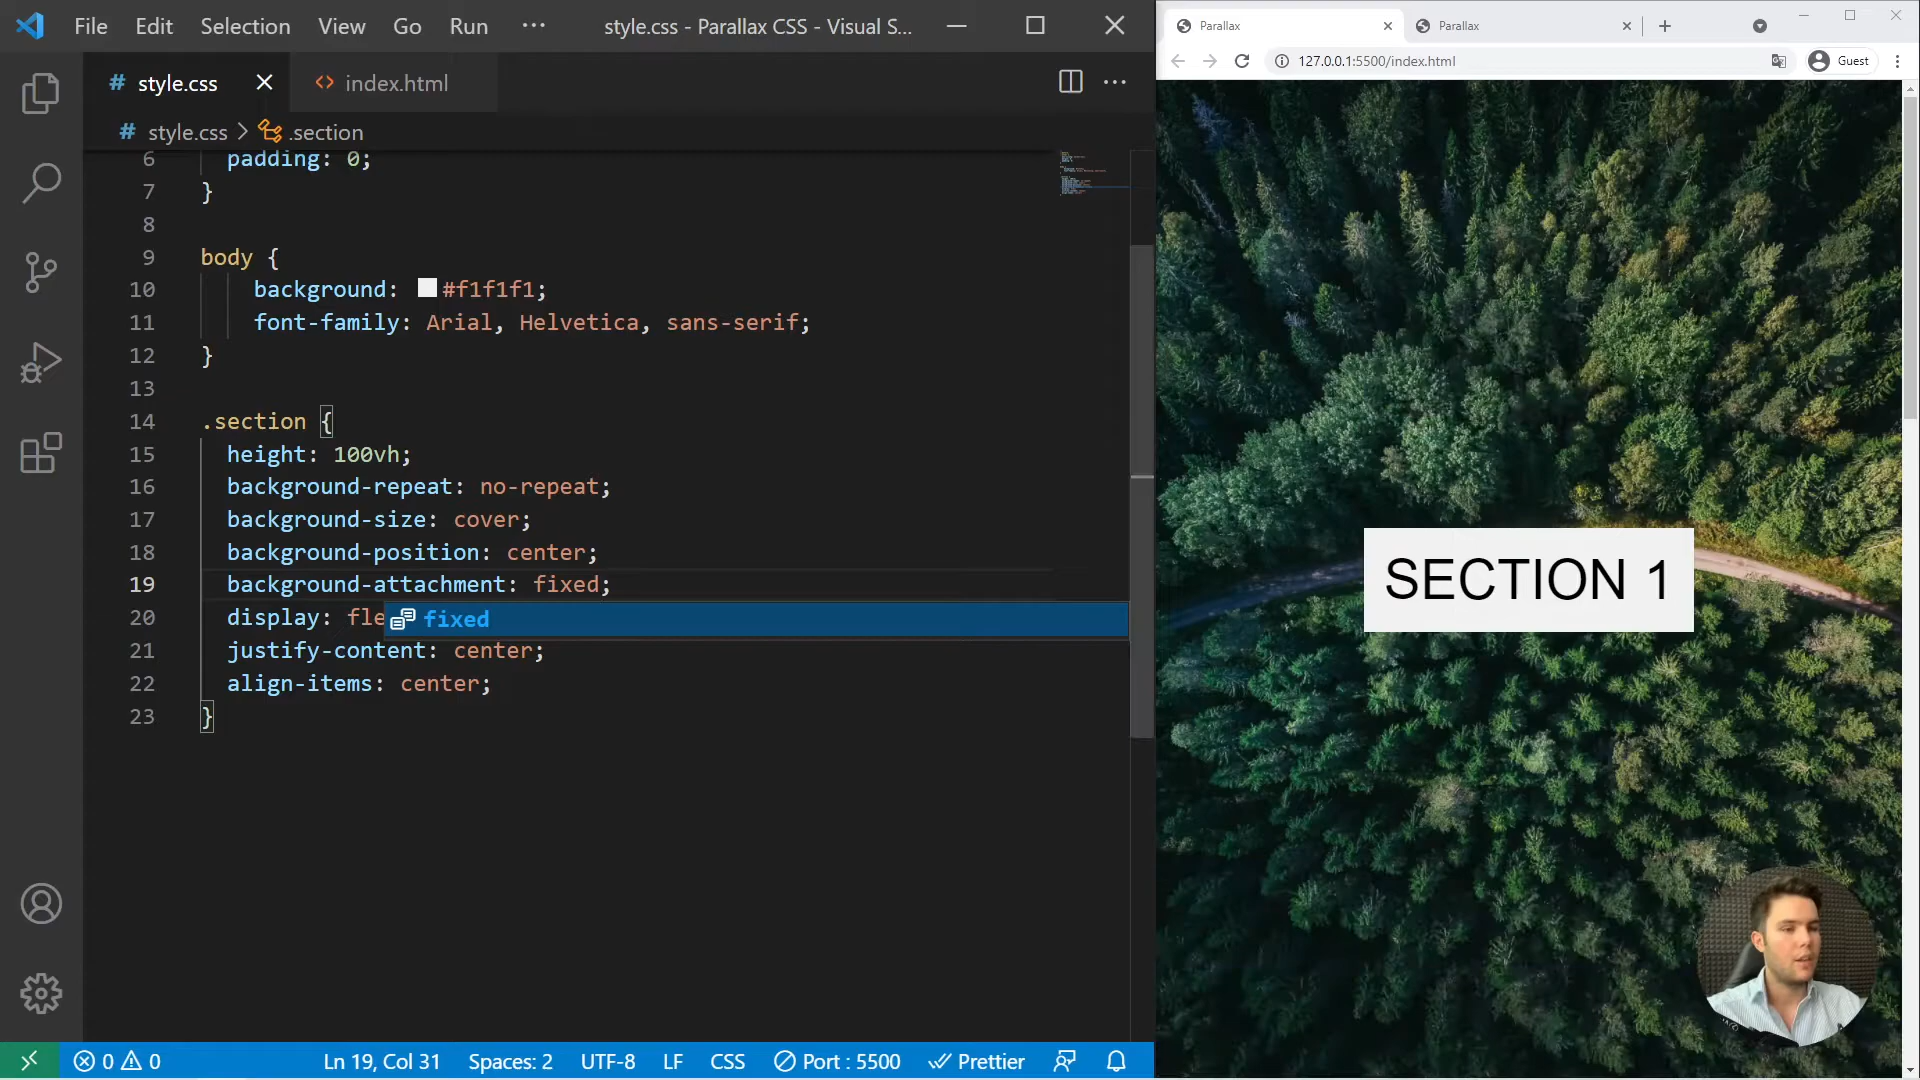 File Edit Selection View Go Run ··· style.css - Parallax CSS - Visual S...
# style.css <> index.html
# style.css > .section
6 padding: 0;
7 }
8
9 body {
10 background: #f1f1f1;
11 font-family: Arial, Helvetica, sans-serif;
12 }
13
14 .section {
15 height: 100vh;
16 background-repeat: no-repeat;
17 background-size: cover;
18 background-position: center;
19 background-attachment: fixed;
20 display: fle
fixed
21 justify-content: center;
22 align-items: center;
23 }
0 0 Ln 19, Col 31 Spaces: 2 UTF-8 LF CSS Port : 5500 Prettier
Parallax Parallax
127.0.0.1:5500/index.html Guest
SECTION 1